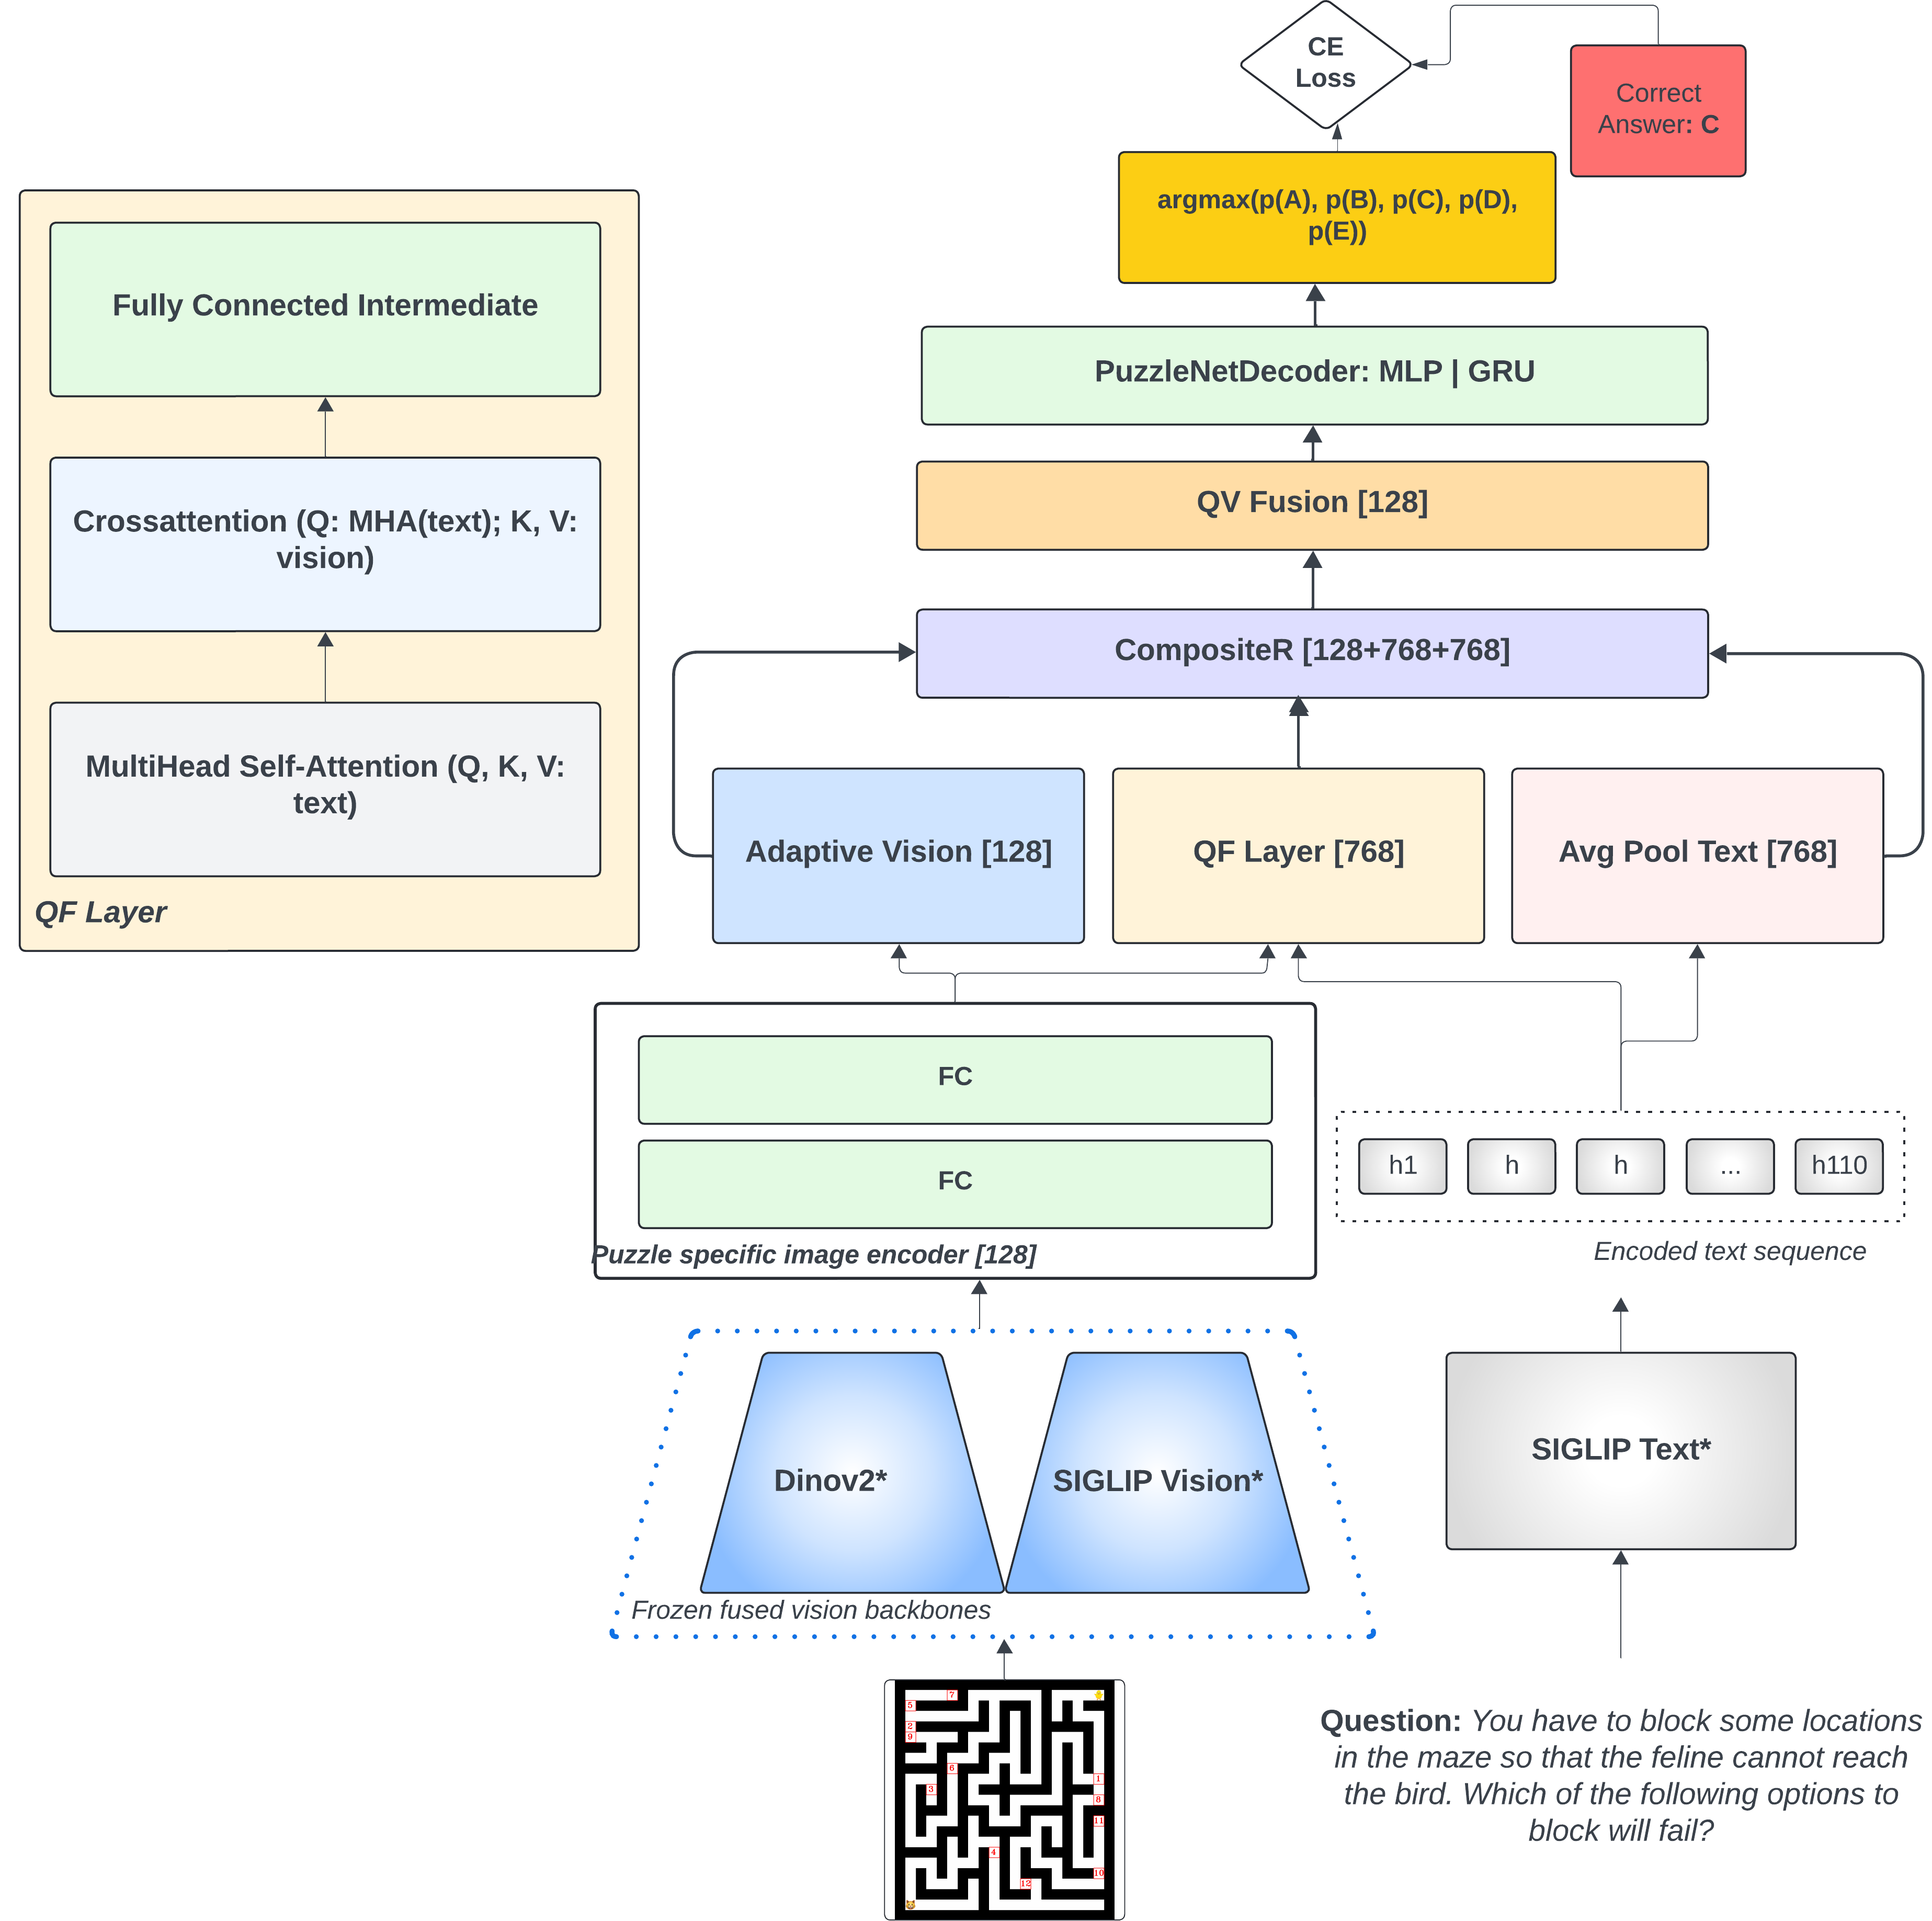 CE
Loss
Correct
Answer: C
argmax(p(A), p(B), p(C), p(D),
p(E))
PuzzleNetDecoder: MLP | GRU
QV Fusion [128]
CompositeR [128+768+768]
Adaptive Vision [128]
QF Layer [768]
Avg Pool Text [768]
Fully Connected Intermediate
Crossattention (Q: MHA(text); K, V:
vision)
MultiHead Self-Attention (Q, K, V:
text)
QF Layer
FC
FC
Puzzle specific image encoder [128]
h1
h
h
...
h110
Encoded text sequence
Dinov2*
SIGLIP Vision*
Frozen fused vision backbones
SIGLIP Text*
7
5
2
9
6
3
1
8
11
4
10
12
Question: You have to block some locations
in the maze so that the feline cannot reach
the bird. Which of the following options to
block will fail?